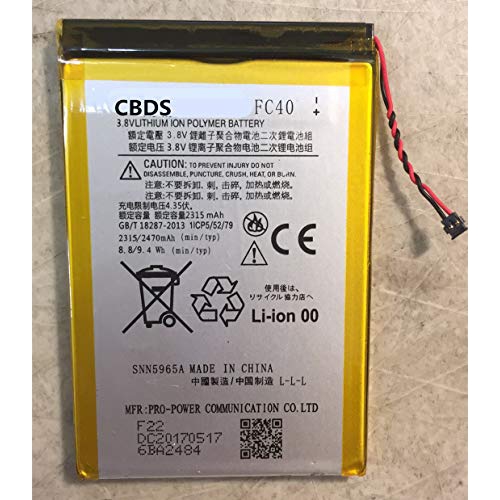 CBDS FC40 - +
3.8VLITHIUM ION POLYMER BATTERY
額定電壓 3.8V 鋰離子聚合物電池二次鋰電池組
额定电压 3.8V 锂离子聚合物电池二次锂电池组
CAUTION: TO PREVENT POSSIBLE FIRE/BURN, DO NOT
DISASSEMBLE, PUNCTURE, CRUSH, HEAT, OR BURN.
注意:不要拆卸﹑刺﹑击碎﹑加热或燃烧。
注意:不要拆卸﹑刺﹑击碎﹑加熱或燃燒。
充电限制电压4.35伏。
额定容量 額定容量2315 mAh
GB/T 18287-2013 1ICP5/52/79
2315/2470mAh (min/typ)
8.8/9.4 Wh (min/typ)
使用後は、
リサイクル協力店へ!
Li-ion 00
SNN5965A MADE IN CHINA
中國製造/中国制造 L-L-L
MFR:PRO-POWER COMMUNICATION CO.LTD
F22
DC20170517
6BA2484